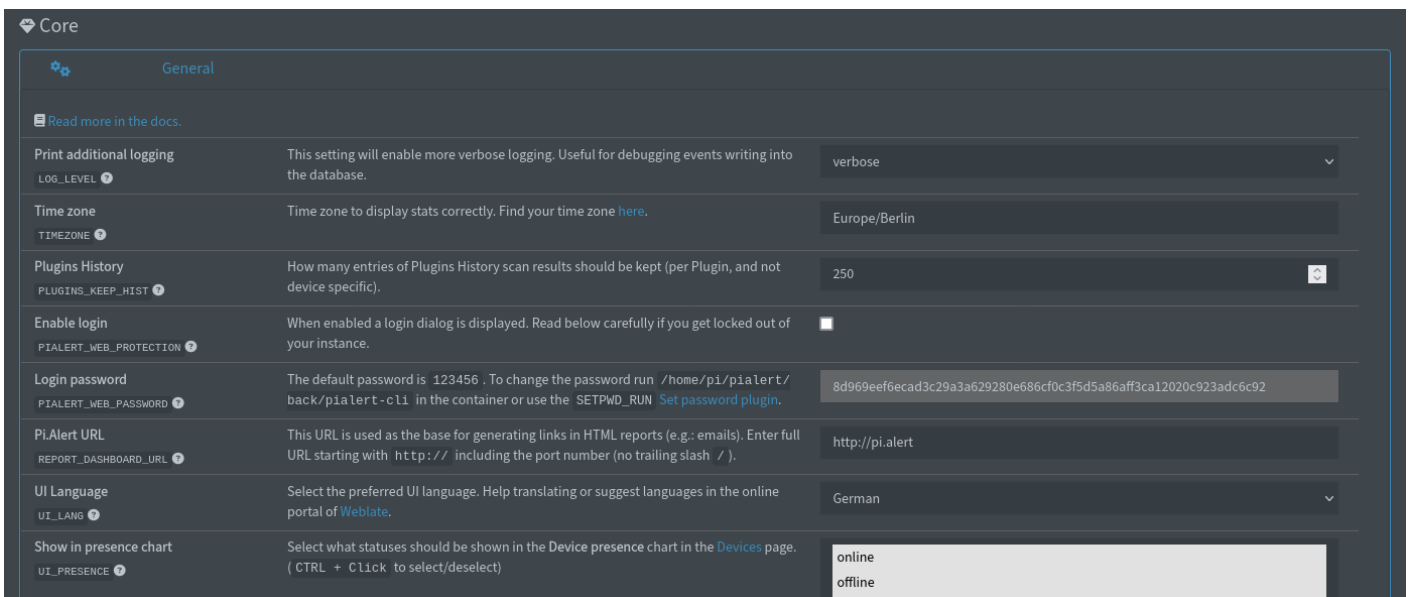 Core
General
Read more in the docs.
Print additional logging
LOG_LEVEL
This setting will enable more verbose logging. Useful for debugging events writing into
the database.
verbose
Time zone
TIMEZONE
Time zone to display stats correctly. Find your time zone here.
Europe/Berlin
Plugins History
PLUGINS_KEEP_HIST
How many entries of Plugins History scan results should be kept (per Plugin, and not
device specific).
250
Enable login
PIALERT_WEB_PROTECTION
When enabled a login dialog is displayed. Read below carefully if you get locked out of
your instance.
Login password
PIALERT_WEB_PASSWORD
The default password is 123456. To change the password run /home/pi/pialert/
back/pialert-cli in the container or use the SETPWD_RUN Set password plugin.
8d969eef6ecad3c29a3a629280e686cf0c3f5d5a86aff3ca12020c923adc6c92
Pi.Alert URL
REPORT_DASHBOARD_URL
This URL is used as the base for generating links in HTML reports (e.g.: emails). Enter full
URL starting with http:// including the port number (no trailing slash /).
http://pi.alert
UI Language
UI_LANG
Select the preferred UI language. Help translating or suggest languages in the online
portal of Weblate.
German
Show in presence chart
UI_PRESENCE
Select what statuses should be shown in the Device presence chart in the Devices page.
( CTRL + Click to select/deselect)
online
offline